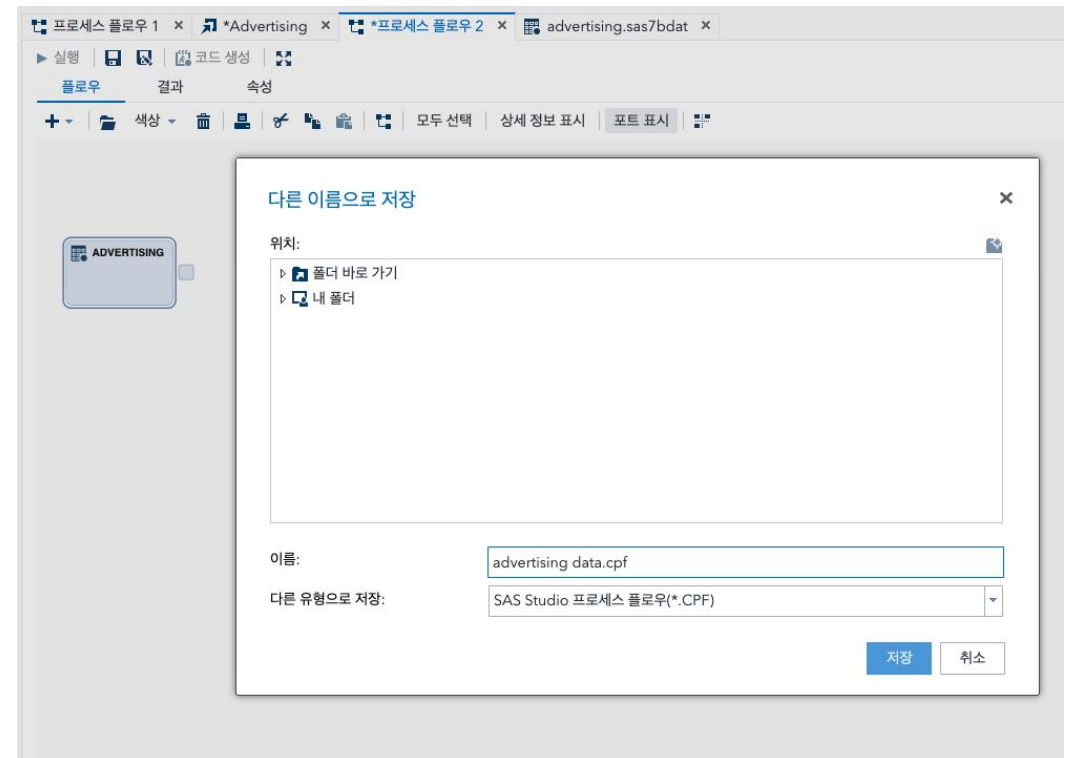 프로세스 플로우 1 × *Advertising × *프로세스 플로우 2 × advertising.sas7bdat ×
실행 코드 생성
플로우 결과 속성
색상 모두 선택 상세 정보 표시 포트 표시
다른 이름으로 저장
위치:
ADVERTISING
폴더 바로 가기
내 폴더
이름: advertising data.cpf
다른 유형으로 저장: SAS Studio 프로세스 플로우(*.CPF)
저장 취소